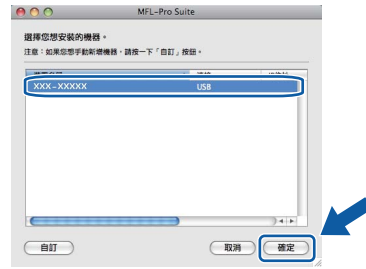 MFL-Pro Suite
選擇您想安裝的機器。
注意：如果您想手動新增機器，請按一下「自訂」按鈕。
XXX-XXXXX USB
自訂 取消 確定